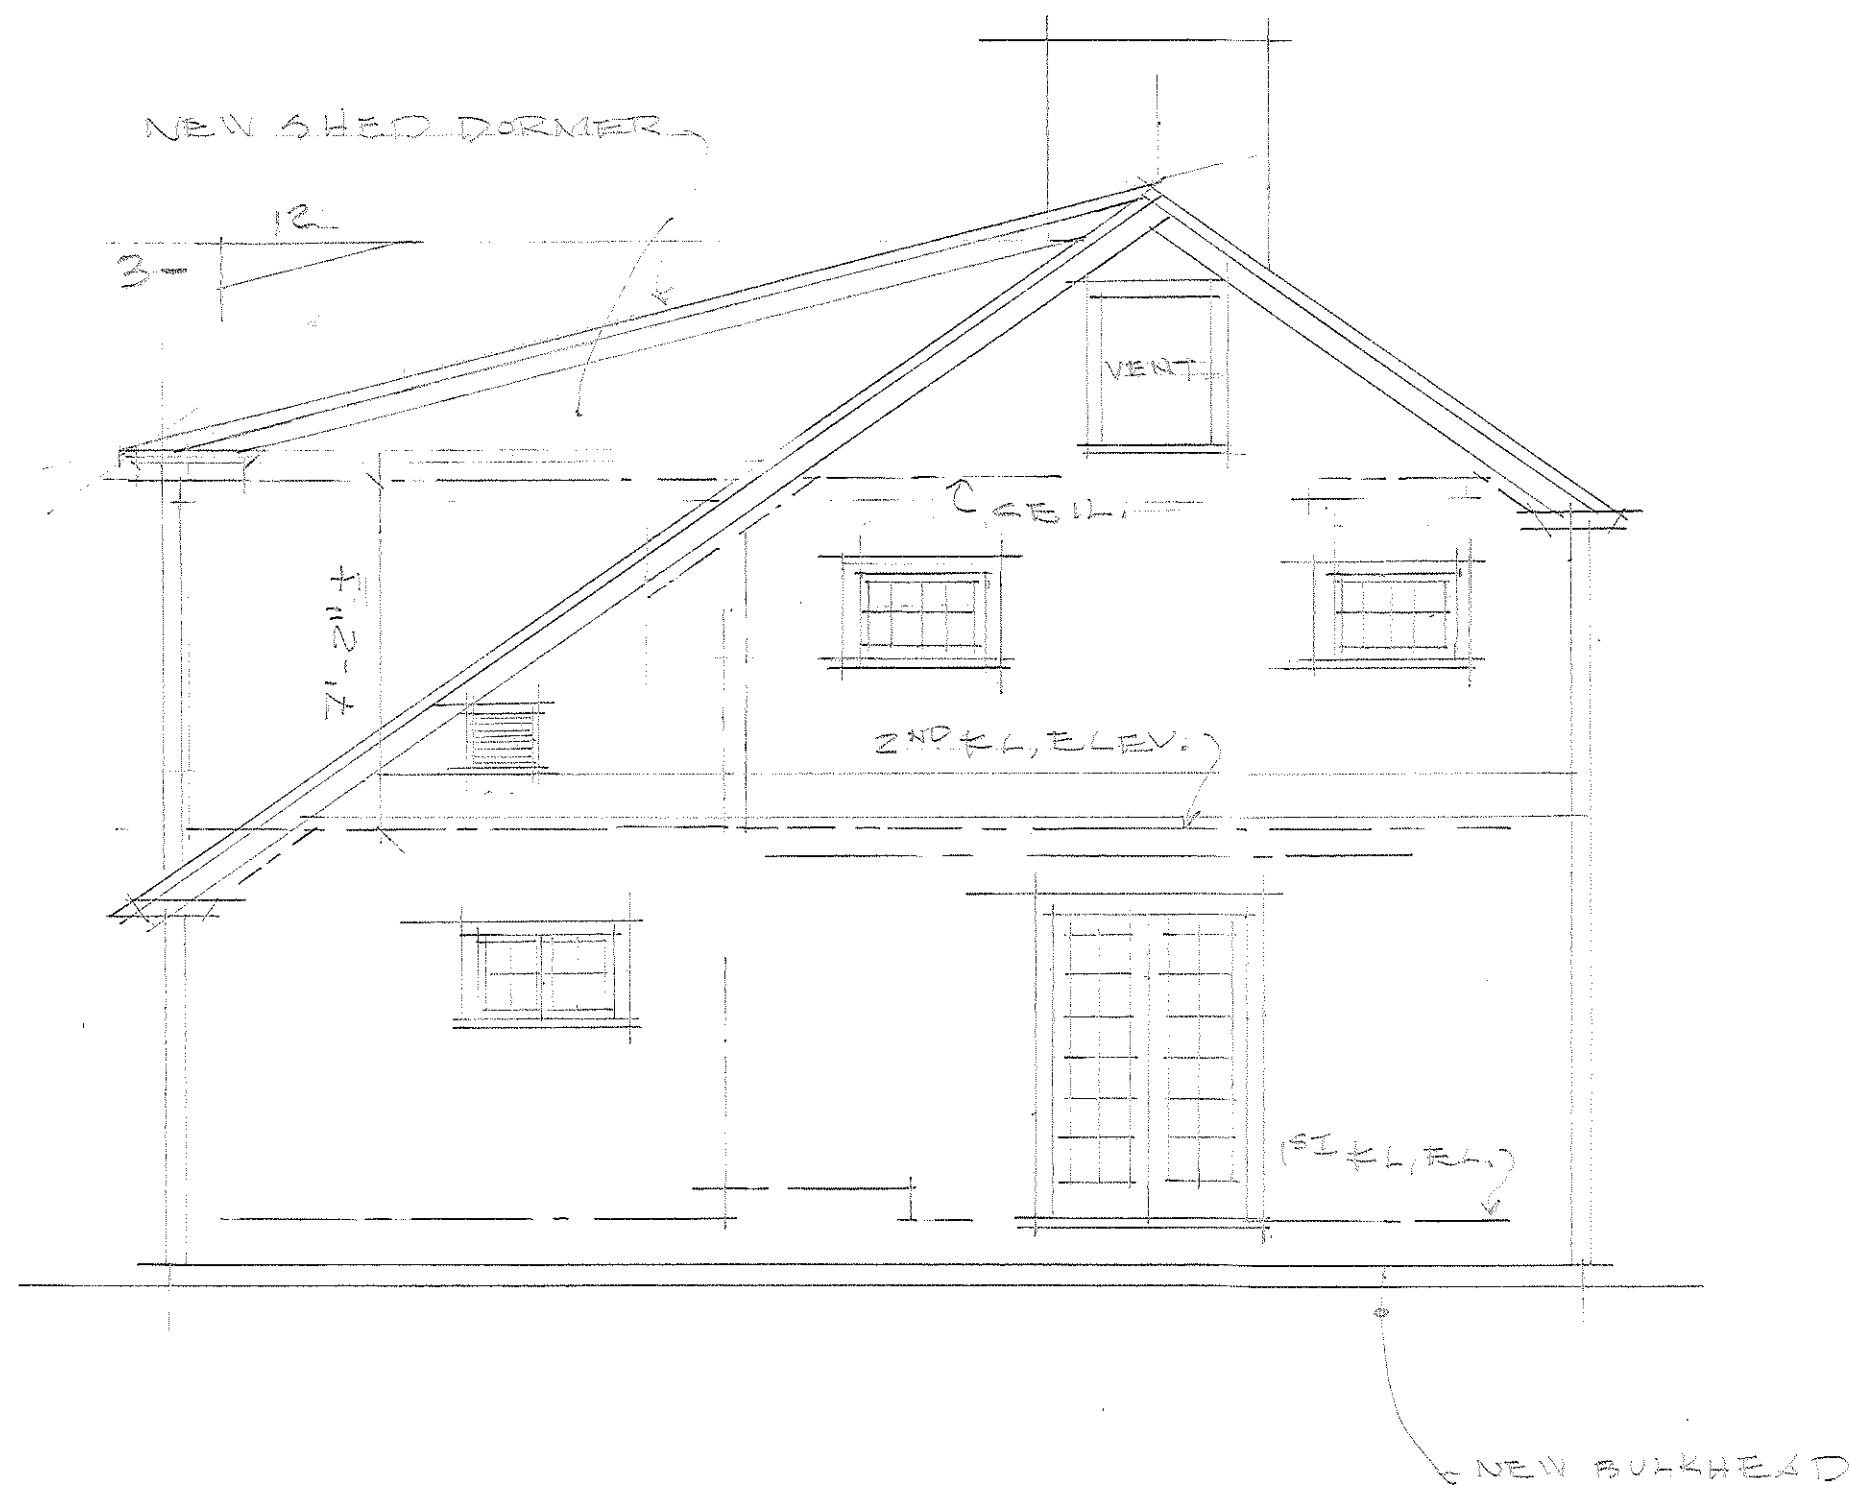 NEW SHED DORMER
12
3-
VENT
CEIL.
7'-2"±
2ND FL, ELEV.
1ST FL, EL.
NEW BULKHEAD